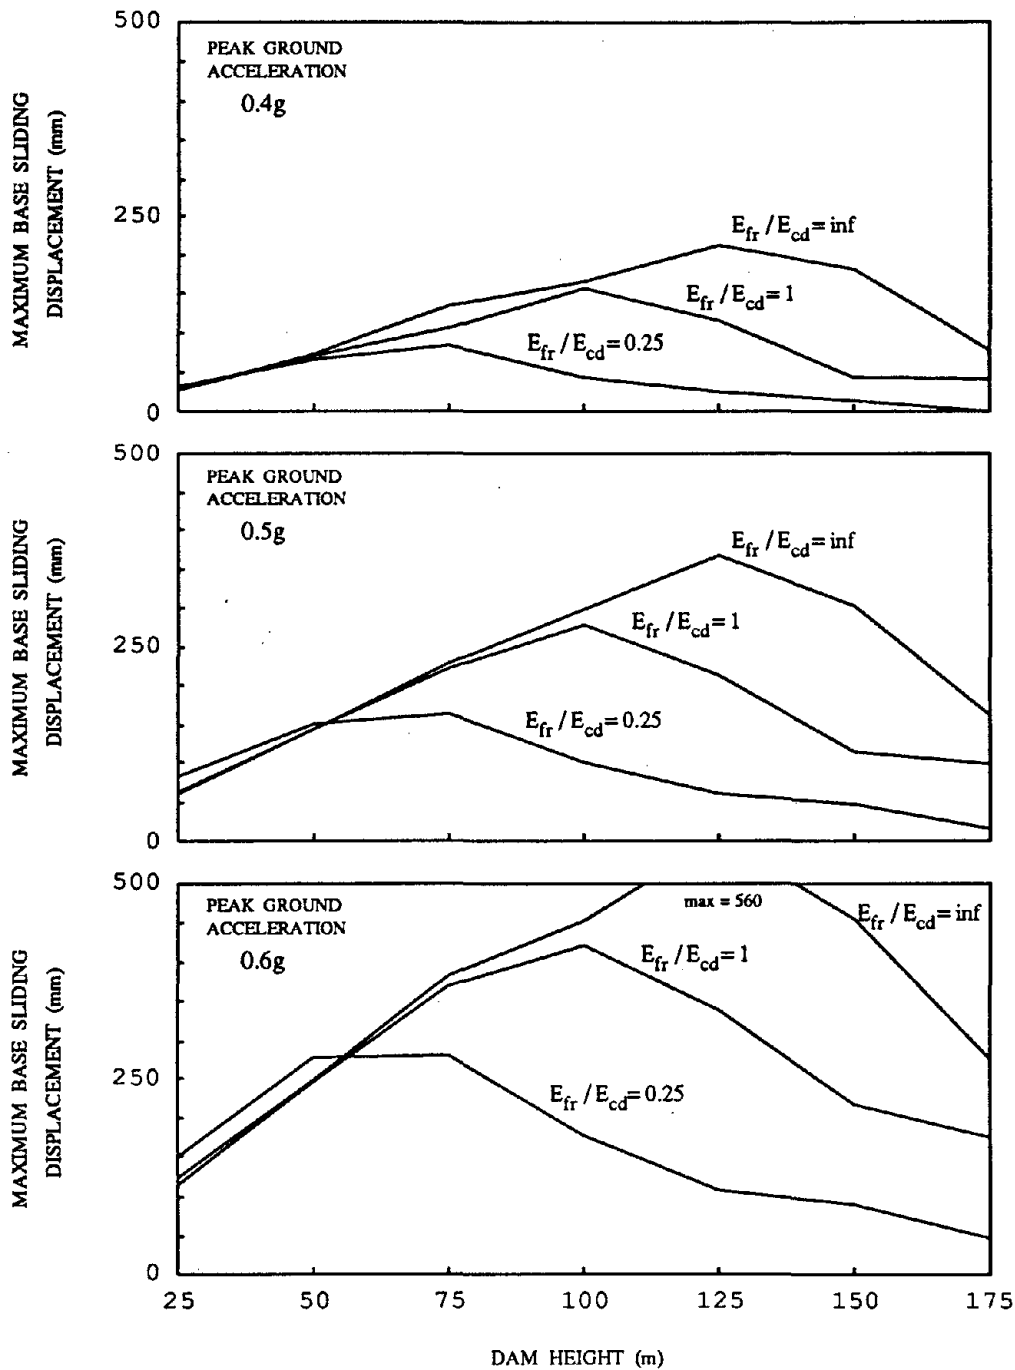 500
PEAK GROUND
ACCELERATION
0.4g
MAXIMUM BASE SLIDING
DISPLACEMENT (mm)
250
E_fr / E_cd = inf
E_fr / E_cd = 1
E_fr / E_cd = 0.25
0
500
PEAK GROUND
ACCELERATION
0.5g
MAXIMUM BASE SLIDING
DISPLACEMENT (mm)
E_fr / E_cd = inf
250
E_fr / E_cd = 1
E_fr / E_cd = 0.25
0
500
PEAK GROUND
ACCELERATION
0.6g
max = 560
E_fr / E_cd = inf
MAXIMUM BASE SLIDING
DISPLACEMENT (mm)
E_fr / E_cd = 1
250
E_fr / E_cd = 0.25
0
25 50 75 100 125 150 175
DAM HEIGHT (m)